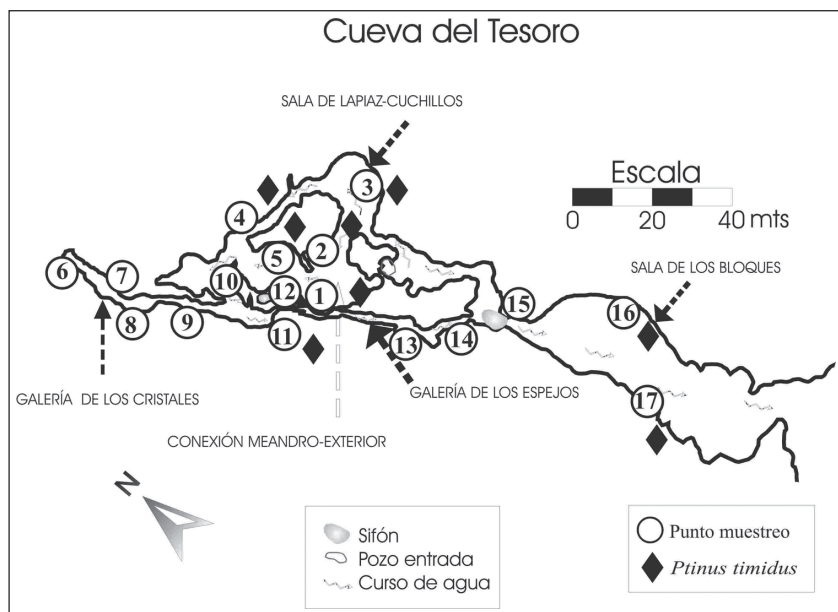 Cueva del Tesoro
SALA DE LAPIAZ-CUCHILLOS
Escala
0 20 40 mts
SALA DE LOS BLOQUES
3
4
2
5
6
7
10
12
1
15
16
8
9
11
13
14
17
GALERÍA DE LOS CRISTALES
GALERÍA DE LOS ESPEJOS
CONEXIÓN MEANDRO-EXTERIOR
N
Sifón
Pozo entrada
Curso de agua
Punto muestreo
Ptinus timidus